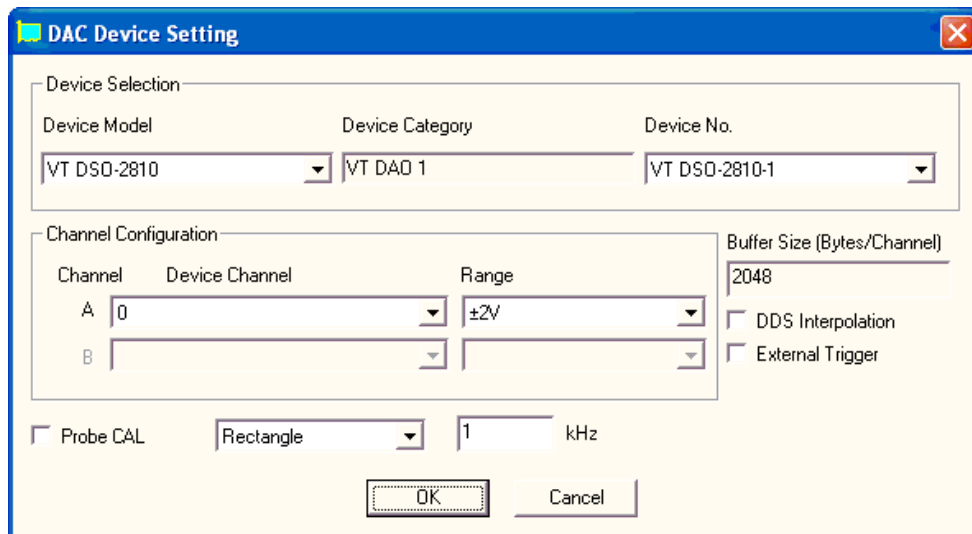 DAC Device Setting
Device Selection
Device Model Device Category Device No.
VT DSO-2810 VT DAO 1 VT DSO-2810-1
Channel Configuration
Buffer Size (Bytes/Channel)
Channel Device Channel Range
2048
A 0 ±2V
DDS Interpolation
B
External Trigger
Probe CAL Rectangle 1 kHz
OK Cancel